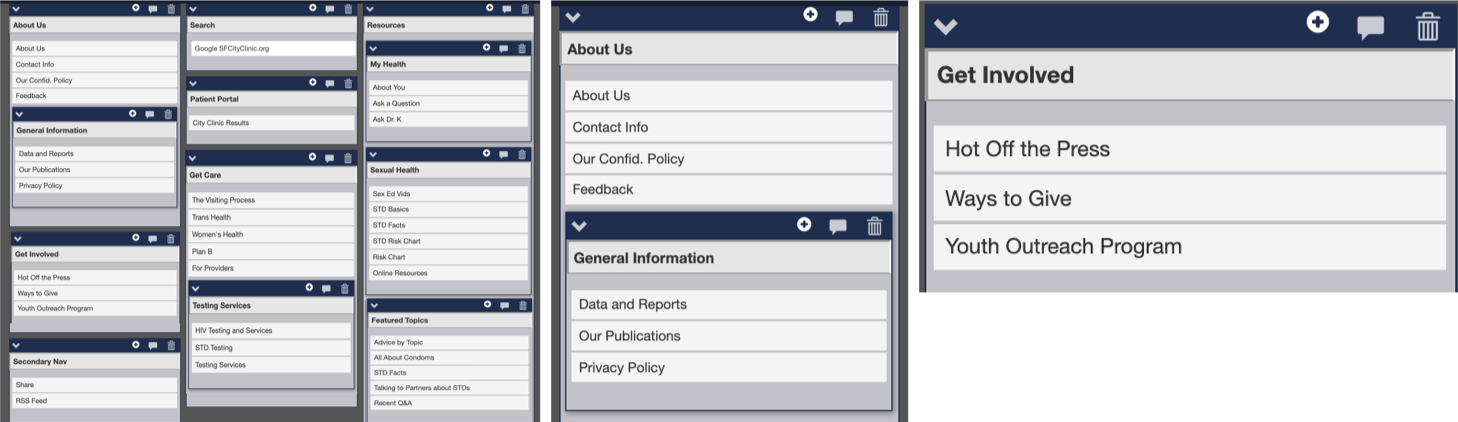 About Us
About Us
Contact Info
Our Confid. Policy
Feedback
General Information
Data and Reports
Our Publications
Privacy Policy
Get Involved
Hot Off the Press
Ways to Give
Youth Outreach Program
Secondary Nav
Share
RSS Feed
Search
Google SFCityClinic.org
Patient Portal
City Clinic Results
Get Care
The Visiting Process
Trans Health
Women's Health
Plan B
For Providers
Testing Services
HIV Testing and Services
STD Testing
Testing Services
Resources
My Health
About You
Ask a Question
Ask Dr. K
Sexual Health
Sex Ed Vids
STD Basics
STD Facts
STD Risk Chart
Risk Chart
Online Resources
Featured Topics
Advice by Topic
All About Condoms
STD Facts
Talking to Partners about STDs
Recent Q&A
About Us
About Us
Contact Info
Our Confid. Policy
Feedback
General Information
Data and Reports
Our Publications
Privacy Policy
Get Involved
Hot Off the Press
Ways to Give
Youth Outreach Program